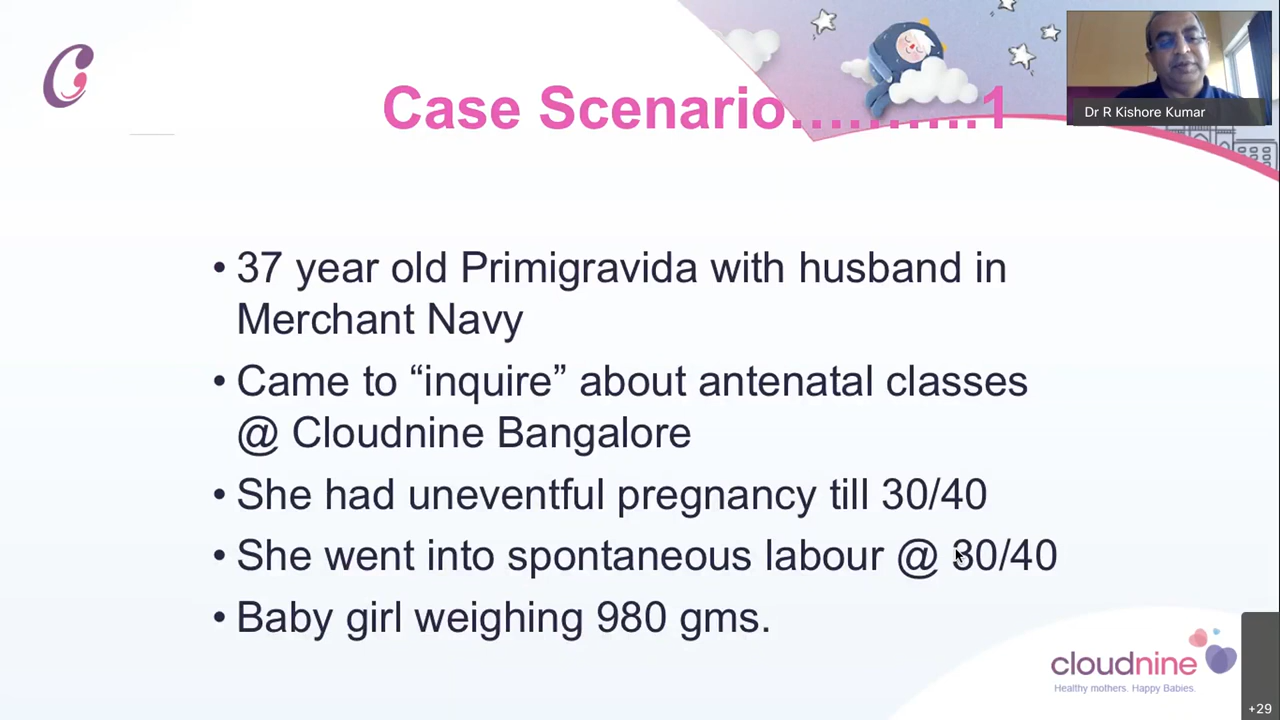 Case Scenario..........1
Dr R Kishore Kumar
• 37 year old Primigravida with husband in
Merchant Navy
• Came to “inquire” about antenatal classes
@ Cloudnine Bangalore
• She had uneventful pregnancy till 30/40
• She went into spontaneous labour @ 30/40
• Baby girl weighing 980 gms.
cloudnine
Healthy mothers. Happy Babies.
+29